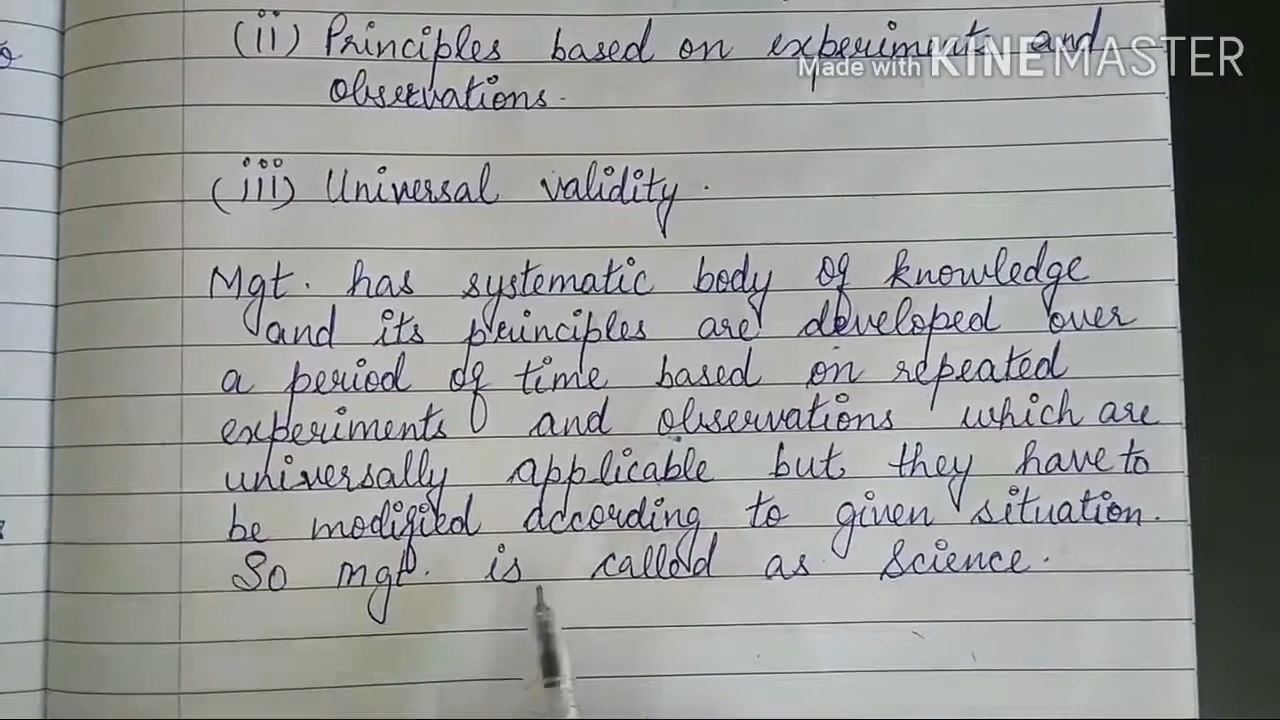 (ii) Principles based on experiments and
Made with KINEMASTER
observations.
(iii) Universal validity.
Mgt. has systematic body of knowledge
and its principles are developed over
a period of time based on repeated
experiments and observations which are
universally applicable but they have to
be modified according to given situation.
So mgt. is called as science.